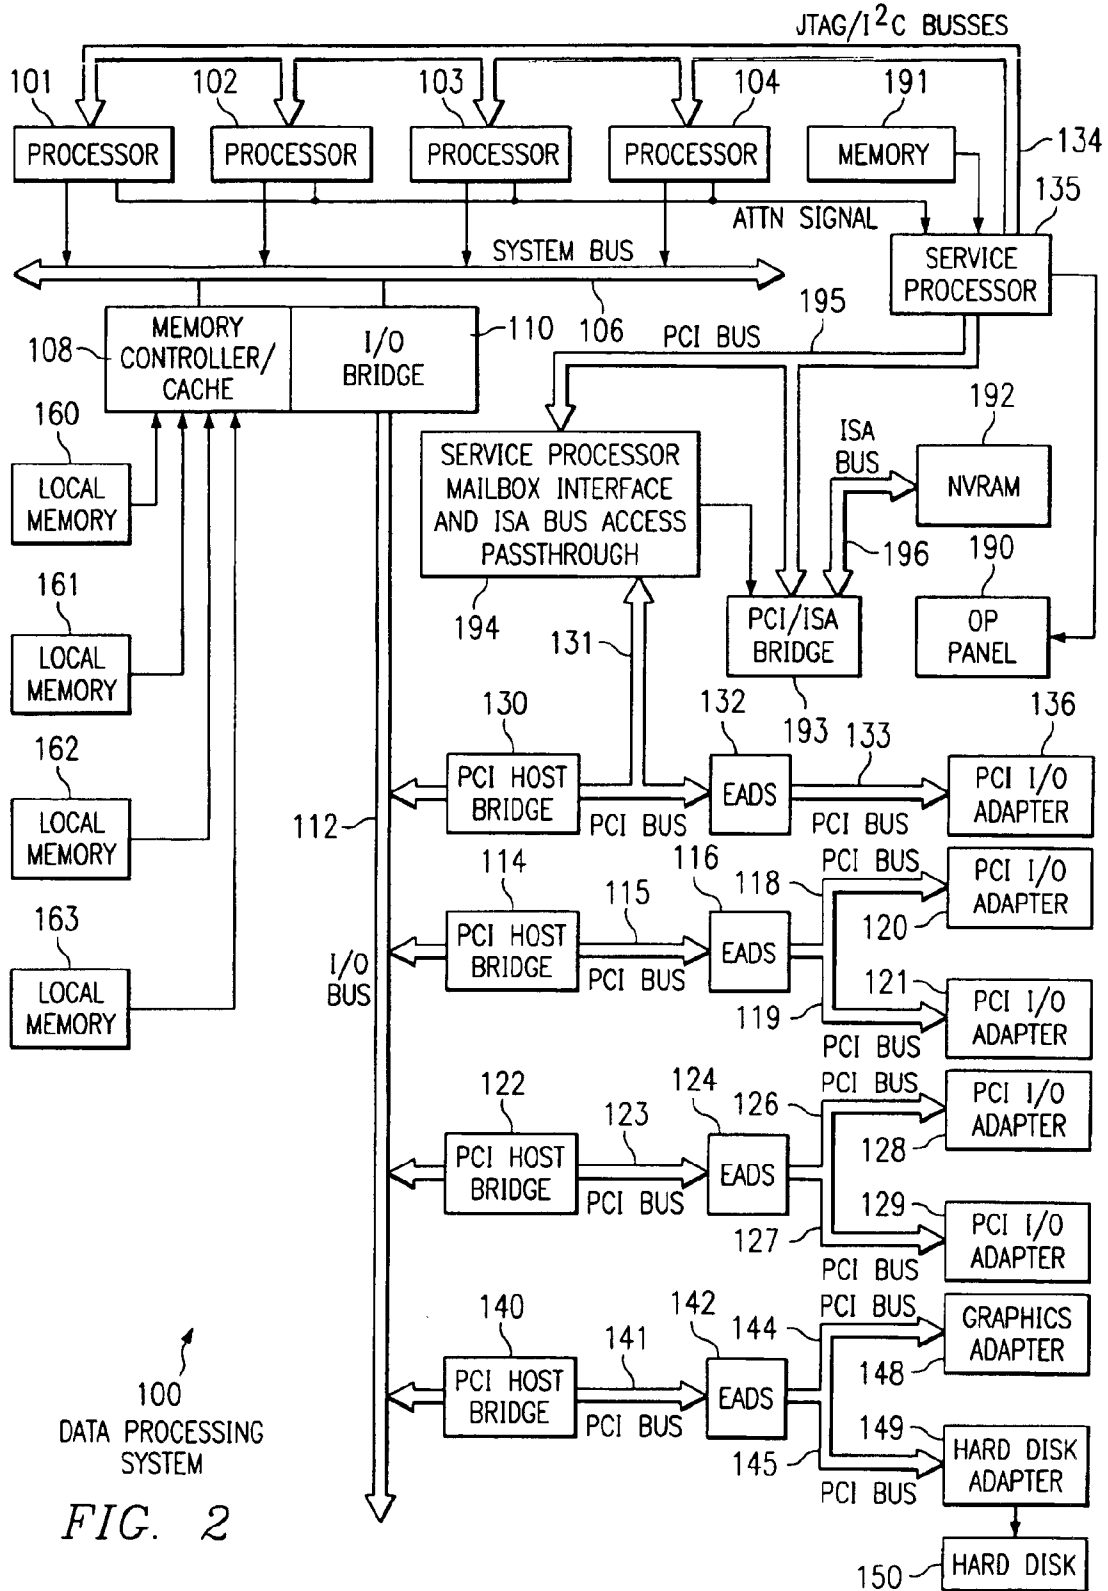 JTAG/I²C BUSSES
101
102
103
104
191
PROCESSOR
PROCESSOR
PROCESSOR
PROCESSOR
MEMORY
134
135
ATTN SIGNAL
SYSTEM BUS
SERVICE
PROCESSOR
106
195
108
MEMORY
CONTROLLER/
CACHE
I/O
BRIDGE
110
PCI BUS
160
LOCAL
MEMORY
SERVICE PROCESSOR
MAILBOX INTERFACE
AND ISA BUS ACCESS
PASSTHROUGH
194
ISA
BUS
192
NVRAM
196
190
OP
PANEL
161
LOCAL
MEMORY
131
PCI/ISA
BRIDGE
193
130
PCI HOST
BRIDGE
PCI BUS
132
EADS
133
PCI BUS
136
PCI I/O
ADAPTER
162
LOCAL
MEMORY
112
114
PCI HOST
BRIDGE
115
PCI BUS
116
EADS
118
PCI BUS
PCI I/O
ADAPTER
120
163
LOCAL
MEMORY
I/O
BUS
119
PCI BUS
121
PCI I/O
ADAPTER
122
PCI HOST
BRIDGE
123
PCI BUS
124
EADS
126
PCI BUS
PCI I/O
ADAPTER
128
127
PCI BUS
129
PCI I/O
ADAPTER
140
PCI HOST
BRIDGE
141
PCI BUS
142
EADS
144
PCI BUS
GRAPHICS
ADAPTER
148
145
PCI BUS
149
HARD DISK
ADAPTER
150
HARD DISK
100
DATA PROCESSING
SYSTEM
FIG. 2